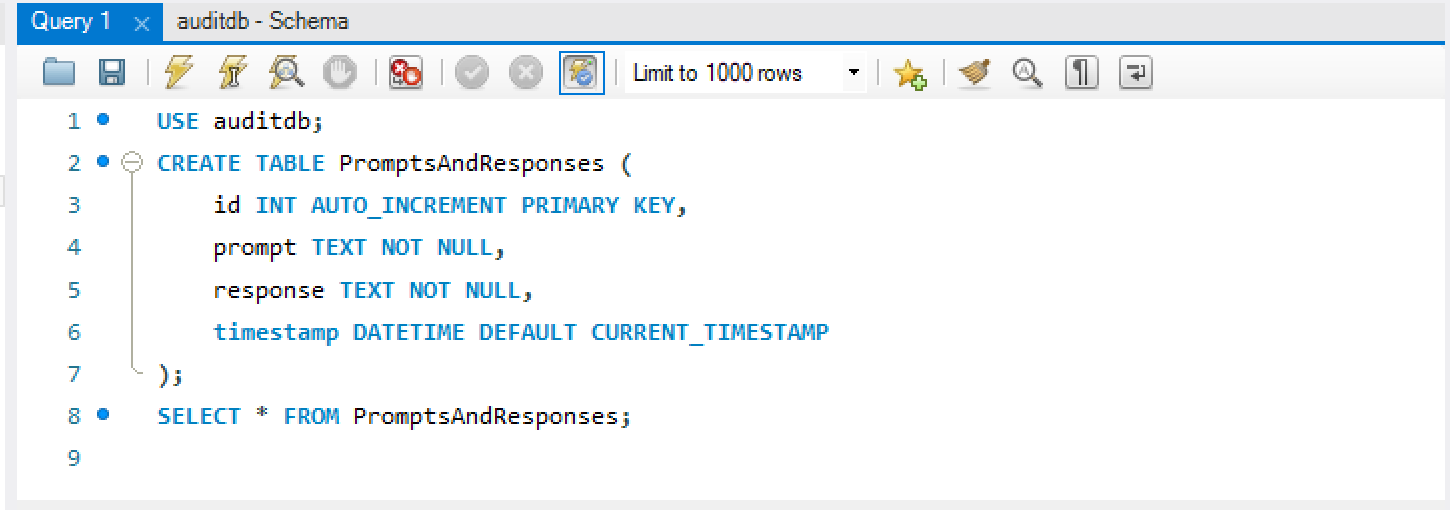 Query 1 auditdb - Schema
Limit to 1000 rows
1 USE auditdb;
2 CREATE TABLE PromptsAndResponses (
3 id INT AUTO_INCREMENT PRIMARY KEY,
4 prompt TEXT NOT NULL,
5 response TEXT NOT NULL,
6 timestamp DATETIME DEFAULT CURRENT_TIMESTAMP
7 );
8 SELECT * FROM PromptsAndResponses;
9